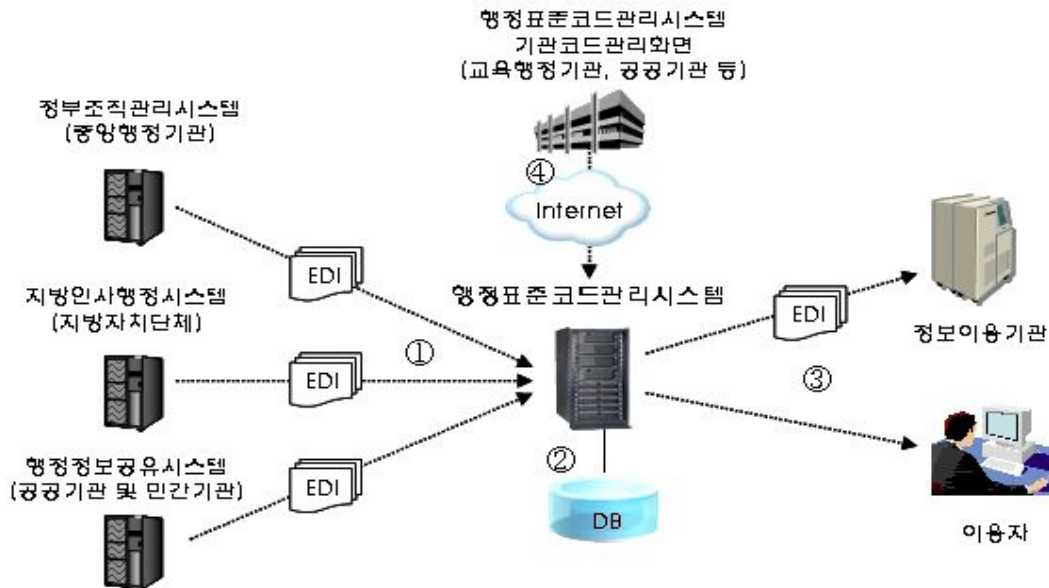 행정표준코드관리시스템
기관코드관리화면
(교육행정기관, 공공기관 등)
정부조직관리시스템
(중앙행정기관)
④
Internet
EDI
지방인사행정시스템
(지방자치단체)
행정표준코드관리시스템
EDI
정보이용기관
①
EDI
③
행정정보공유시스템
(공공기관 및 민간기관)
EDI
②
DB
이용자